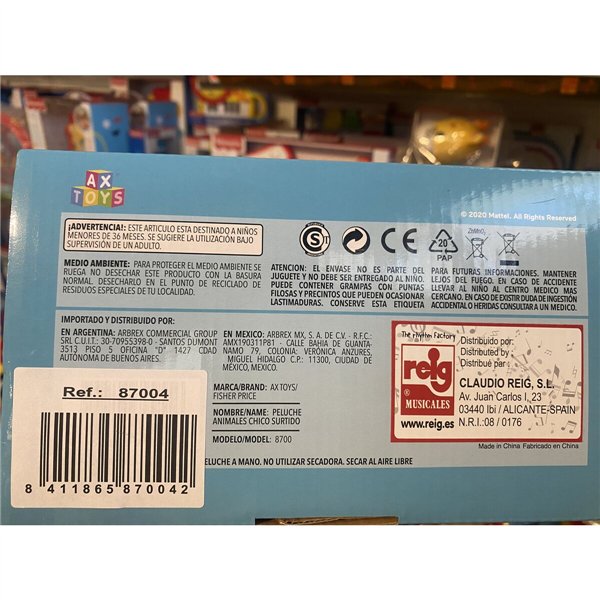 AX
TOYS
© 2020 Mattel. All Rights Reserved
¡ADVERTENCIA!: ESTE ARTICULO ESTA DESTINADO A NIÑOS
MENORES DE 36 MESES. SE SUGIERE LA UTILIZACIÓN BAJO
SUPERVISIÓN DE UN ADULTO.
MEDIO AMBIENTE: PARA PROTEGER EL MEDIO AMBIENTE SE
RUEGA NO DESECHAR ESTE PRODUCTO CON LA BASURA
NORMAL. DESECHARLO EN EL PUNTO DE RECICLADO DE
RESIDUOS ESPECIALES DE TU LOCALIDAD.
S
CE
20
PAP
ZnMnO₂
ATENCION: EL ENVASE NO ES PARTE DEL
JUGUETE Y NO DEBE SER ENTREGADO AL NIÑO.
PUEDE CONTENER GRAMPAS CON PUNTAS
FILOSAS Y PRECINTOS QUE PUEDEN OCASIONAR
LASTIMADURAS. CONSERVE ESTA ETIQUETA
PARA FUTURAS INFORMACIONES. MANTENER
LEJOS DEL FUEGO. EN CASO DE ACCIDENTE
LLEVAR AL NIÑO AL CENTRO MEDICO MAS
CERCANO. EN CASO DE EXISTIR DUDA DE INGESTIÓN
ACCIDENTAL O HERIDAS CONSULTAR A UN MEDICO.
IMPORTADO Y DISTRIBUIDO POR:
EN ARGENTINA: ARBREX COMMERCIAL GROUP
SRL C.U.I.T: 30-70955398-0 - SANTOS DUMONT
3513 PISO 5 OFICINA "D" 1427 CDAD
AUTÓNOMA DE BUENOS AIRES.
EN MEXICO: ARBREX MX, S.A. DE C.V. - R.F.C.:
AMX190311P81 - CALLE BAHIA DE GUANTA-
NAMO 79, COLONIA: VERÓNICA ANZURES,
MIGUEL HIDALGO C.P: 11300, CIUDAD DE
MÉXICO, MEXICO.
MARCA/BRAND: AX TOYS/
FISHER PRICE
NOMBRE/NAME: PELUCHE
ANIMALES CHICO SURTIDO
MODELO/MODEL: 8700
PELUCHE A MANO. NO UTILIZAR SECADORA. SECAR AL AIRE LIBRE
The rhythm Factory
reig
MUSICALES
www.reig.es
Distribuido por:
Distributed by :
Distribué par :
CLAUDIO REIG, S.L.
Av. Juan Carlos I, 23
03440 Ibi / ALICANTE-SPAIN
N.R.I.:08 / 0176
Made in China Fabricado en China
Ref.: 87004
8 411865 870042